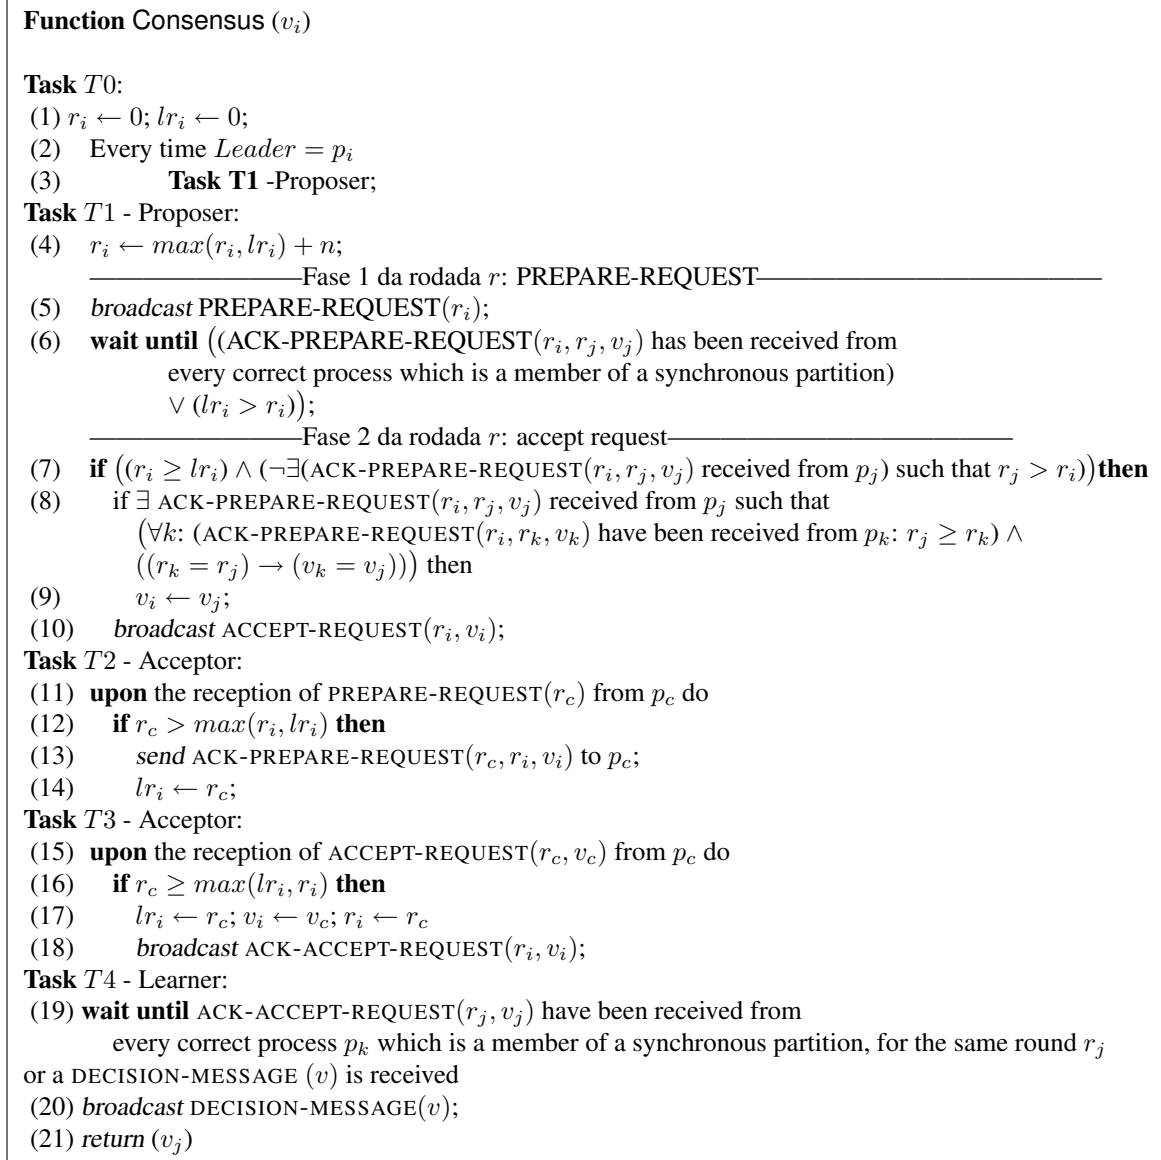 Function Consensus (v_i)
Task T0:
(1) r_i ← 0; lr_i ← 0;
(2) Every time Leader = p_i
(3) Task T1 -Proposer;
Task T1 - Proposer:
(4) r_i ← max(r_i, lr_i) + n;
————————Fase 1 da rodada r: PREPARE-REQUEST—————————————
(5) broadcast PREPARE-REQUEST(r_i);
(6) wait until ((ACK-PREPARE-REQUEST(r_i, r_j, v_j) has been received from
every correct process which is a member of a synchronous partition)
∨ (lr_i > r_i));
————————Fase 2 da rodada r: accept request—————————————
(7) if ((r_i ≥ lr_i) ∧ (¬∃(ACK-PREPARE-REQUEST(r_i, r_j, v_j) received from p_j) such that r_j > r_i))then
(8) if ∃ ACK-PREPARE-REQUEST(r_i, r_j, v_j) received from p_j such that
(∀k: (ACK-PREPARE-REQUEST(r_i, r_k, v_k) have been received from p_k: r_j ≥ r_k) ∧
((r_k = r_j) → (v_k = v_j))) then
(9) v_i ← v_j;
(10) broadcast ACCEPT-REQUEST(r_i, v_i);
Task T2 - Acceptor:
(11) upon the reception of PREPARE-REQUEST(r_c) from p_c do
(12) if r_c > max(r_i, lr_i) then
(13) send ACK-PREPARE-REQUEST(r_c, r_i, v_i) to p_c;
(14) lr_i ← r_c;
Task T3 - Acceptor:
(15) upon the reception of ACCEPT-REQUEST(r_c, v_c) from p_c do
(16) if r_c ≥ max(lr_i, r_i) then
(17) lr_i ← r_c; v_i ← v_c; r_i ← r_c
(18) broadcast ACK-ACCEPT-REQUEST(r_i, v_i);
Task T4 - Learner:
(19) wait until ACK-ACCEPT-REQUEST(r_j, v_j) have been received from
every correct process p_k which is a member of a synchronous partition, for the same round r_j
or a DECISION-MESSAGE (v) is received
(20) broadcast DECISION-MESSAGE(v);
(21) return (v_j)